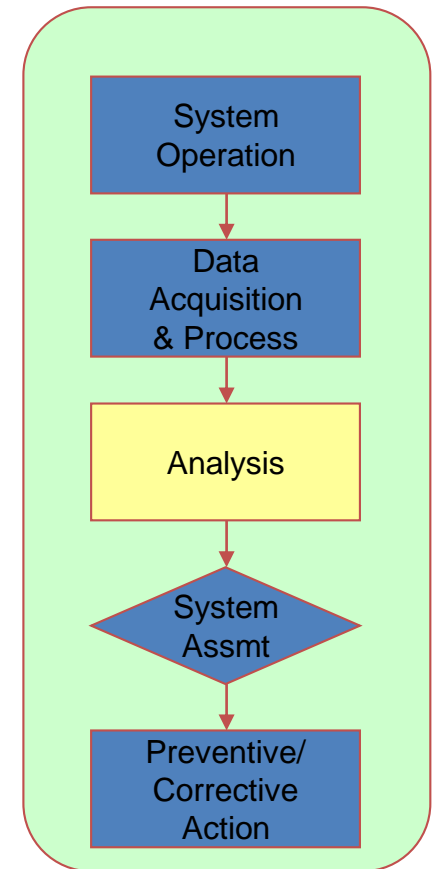 System
Operation
Data
Acquisition
& Process
Analysis
System
Assmt
Preventive/
Corrective
Action